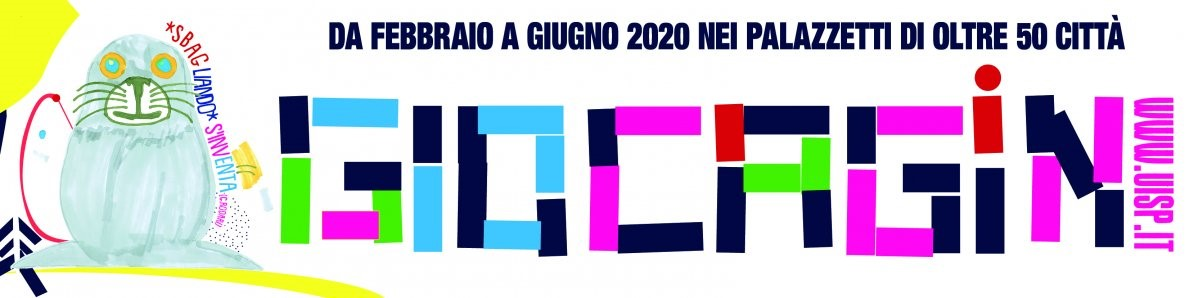 DA FEBBRAIO A GIUGNO 2020 NEI PALAZZETTI DI OLTRE 50 CITTÀ
*SBAGLIANDO* S'INVENTA
GIOCAGIN
WWW.UISP.IT